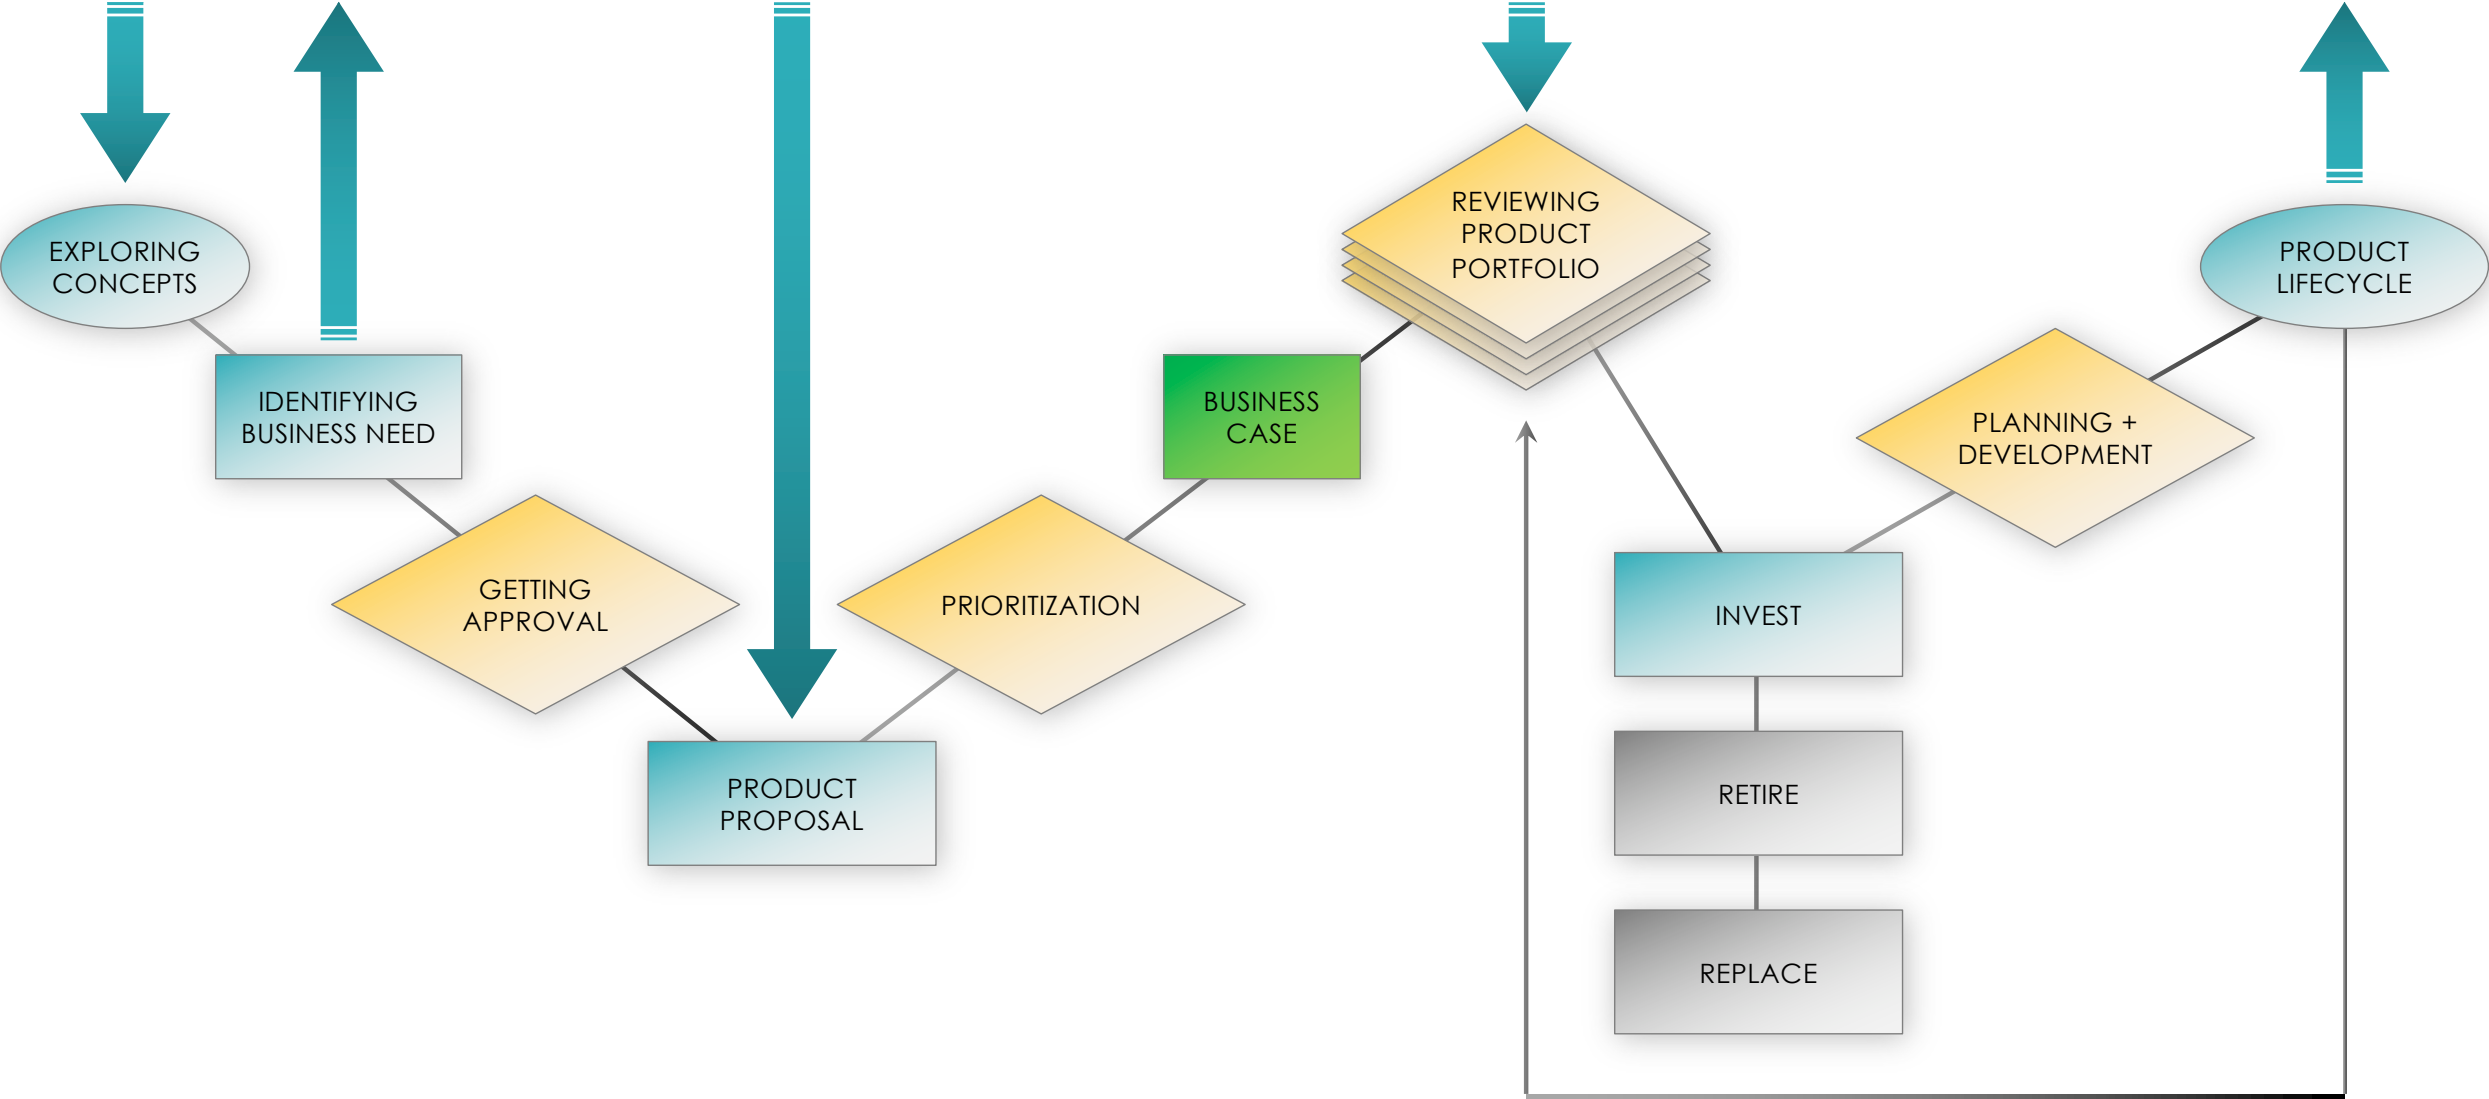 EXPLORING
CONCEPTS
IDENTIFYING
BUSINESS NEED
GETTING
APPROVAL
PRODUCT
PROPOSAL
PRIORITIZATION
BUSINESS
CASE
REVIEWING
PRODUCT
PORTFOLIO
INVEST
RETIRE
REPLACE
PLANNING +
DEVELOPMENT
PRODUCT
LIFECYCLE